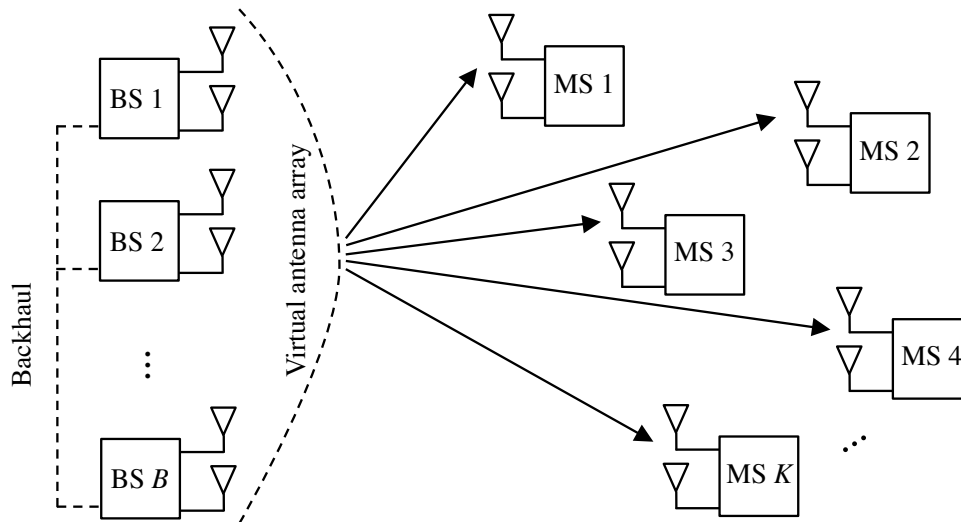 BS 1
BS 2
...
BS B
Backhaul
Virtual antenna array
MS 1
MS 2
MS 3
MS 4
...
MS K